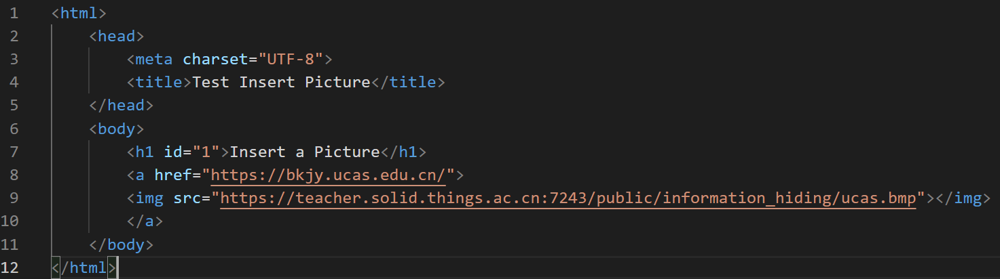 1 <html>
2 <head>
3 <meta charset="UTF-8">
4 <title>Test Insert Picture</title>
5 </head>
6 <body>
7 <h1 id="1">Insert a Picture</h1>
8 <a href="https://bkjy.ucas.edu.cn/">
9 <img src="https://teacher.solid.things.ac.cn:7243/public/information_hiding/ucas.bmp"></img>
10 </a>
11 </body>
12 </html>